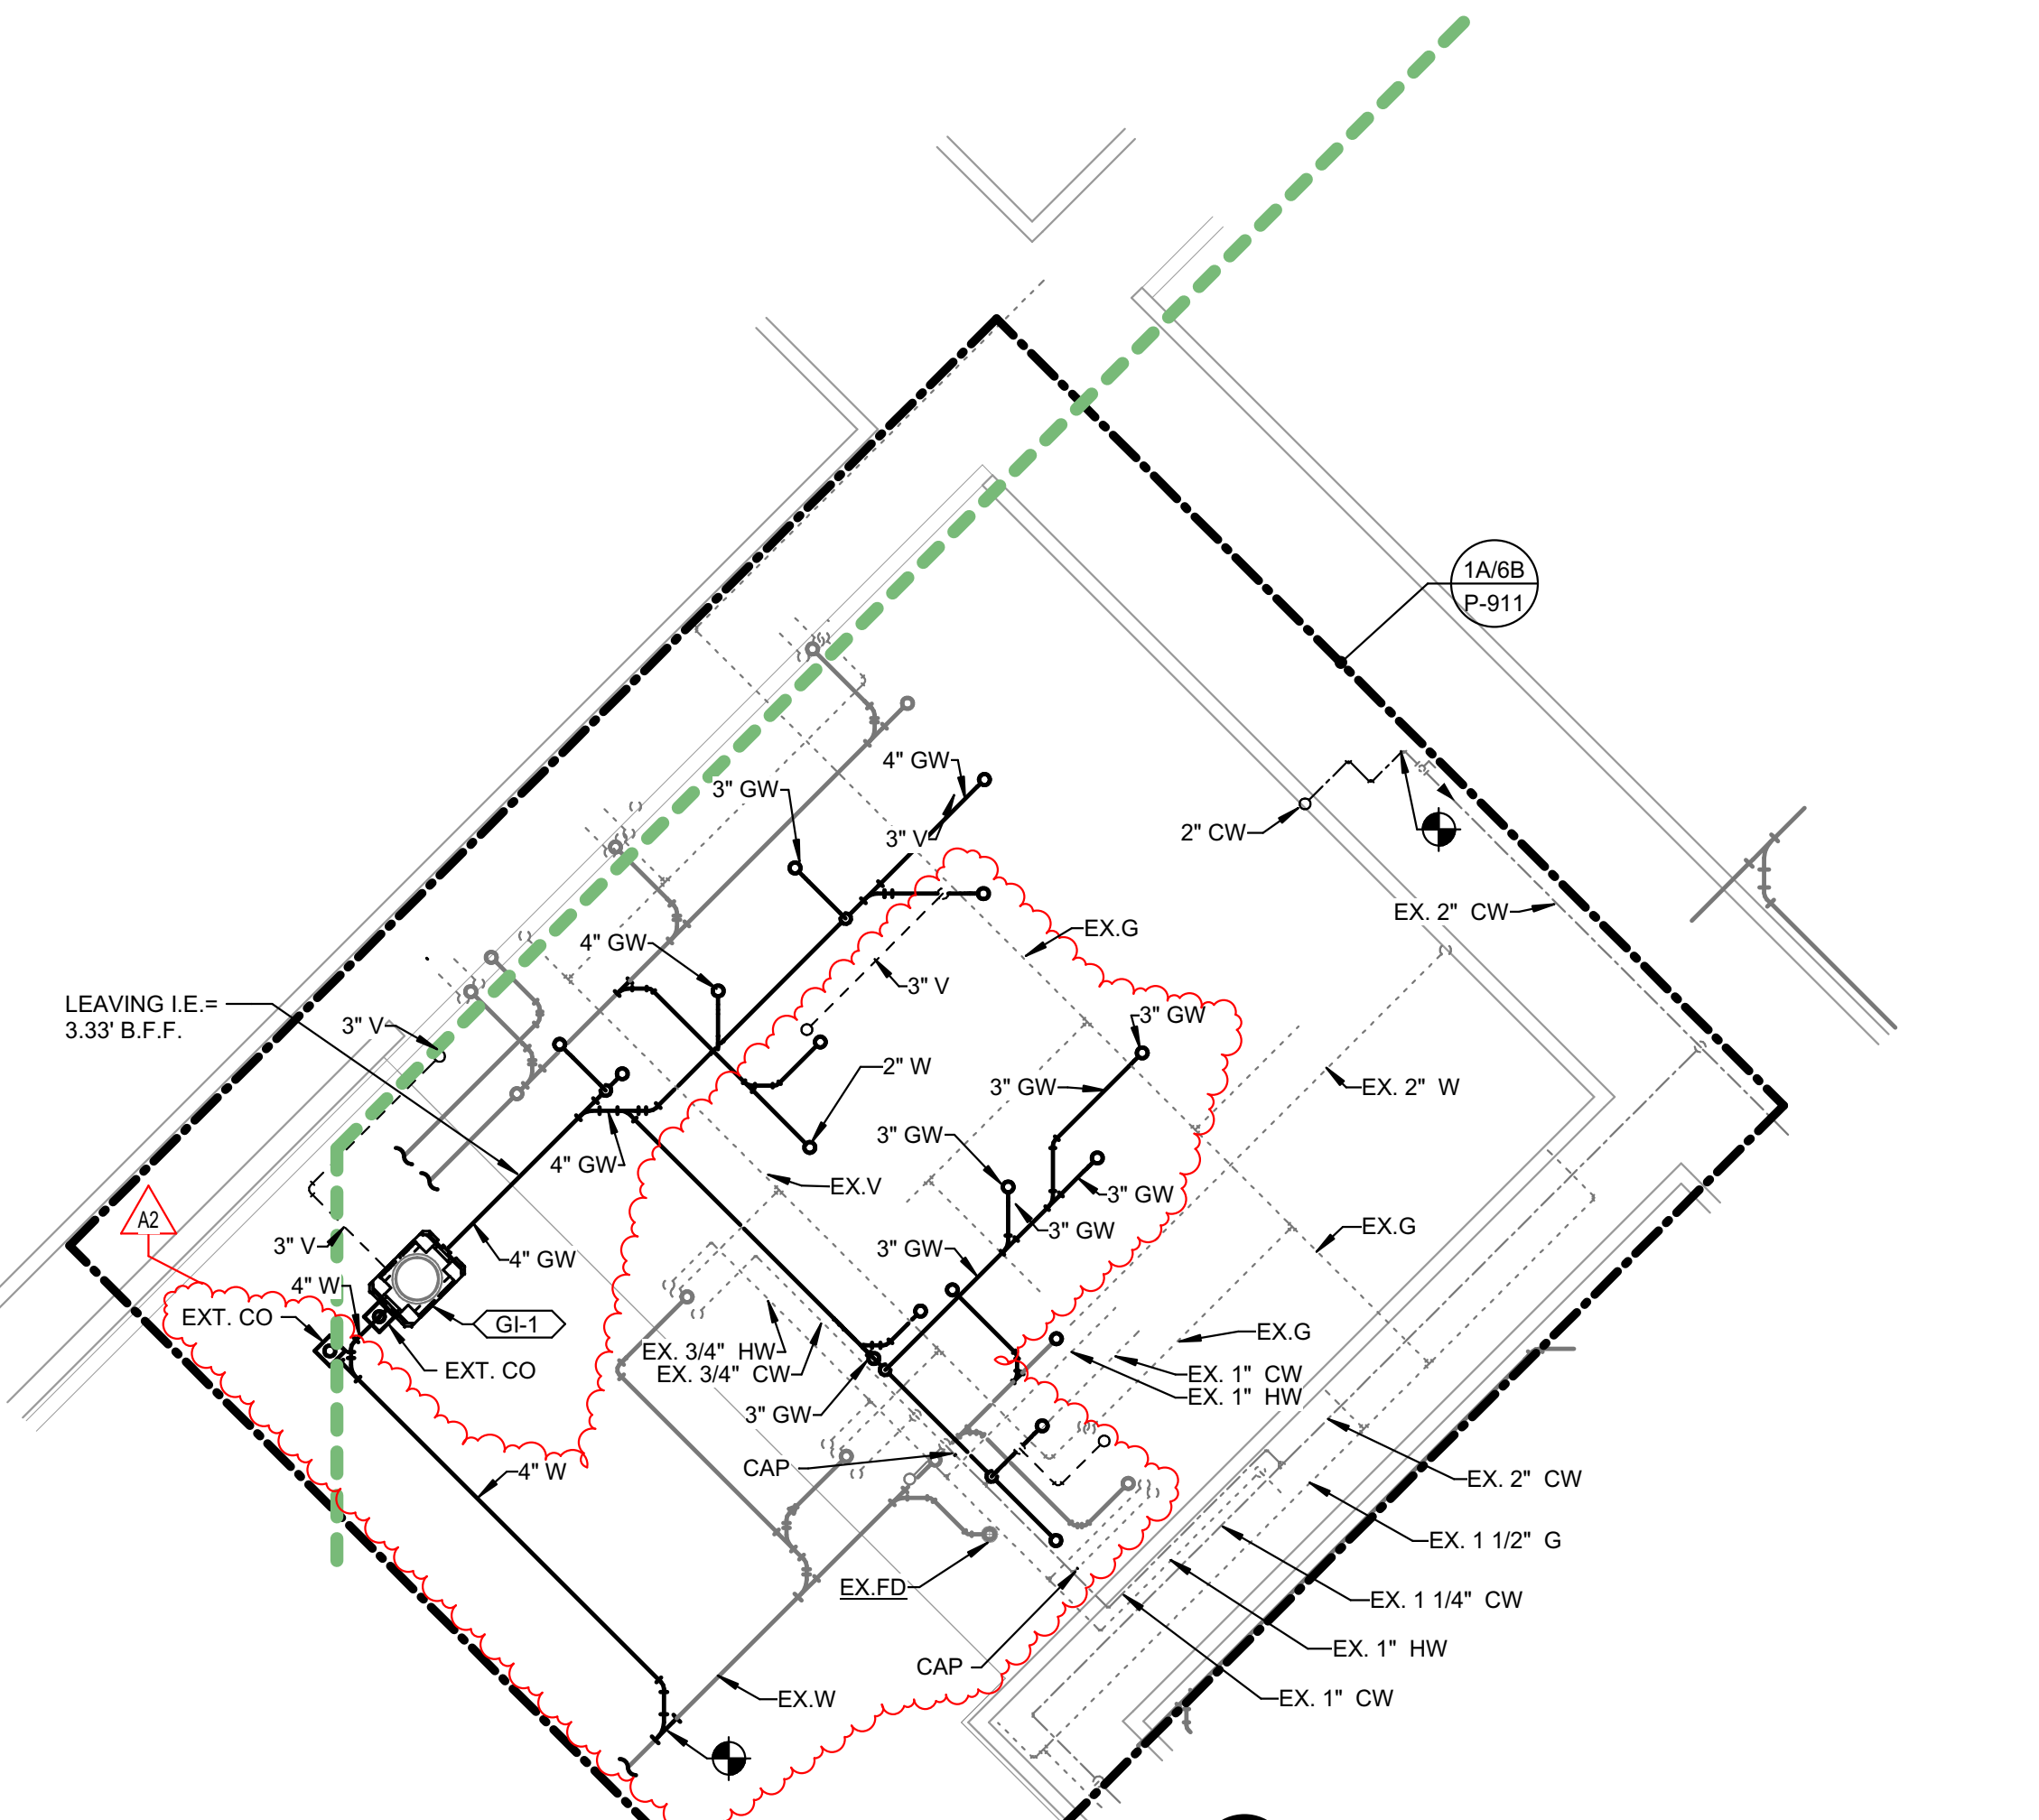 1A/6B
P-911
4" GW
3" GW
3" V
2" CW
EX. 2"  CW
EX.G
4" GW
3" V
LEAVING I.E.=
3.33' B.F.F.
3" V
3" GW
2" W
3" GW
EX. 2"  W
3" GW
4" GW
EX.V
3" GW
A2
3" GW
EX.G
3" V
3" GW
4" GW
4" W
EXT. CO
GI-1
EX.G
EX. 3/4"  HW
EX. 3/4"  CW
EXT. CO
EX. 1"  CW
EX. 1"  HW
3" GW
CAP
4" W
EX. 2"  CW
EX. 1 1/2"  G
EX.FD
EX. 1 1/4"  CW
EX. 1"  HW
CAP
EX.W
EX. 1"  CW